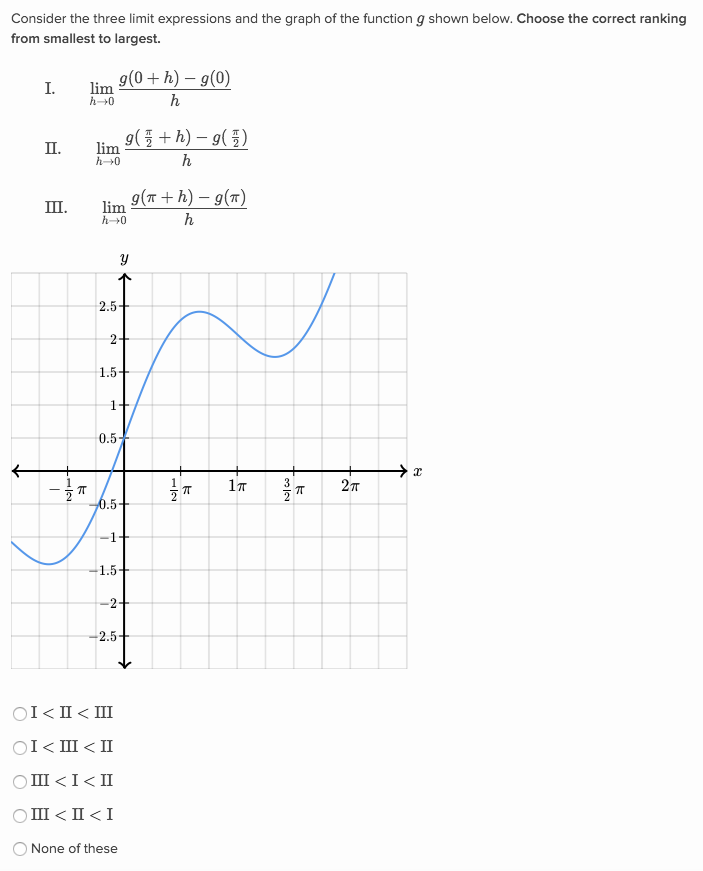 Consider the three limit expressions and the graph of the function g shown below. Choose the correct ranking
from smallest to largest.
I. lim h→0 g(0 + h) − g(0) / h
II. lim h→0 g(π/2 + h) − g(π/2) / h
III. lim h→0 g(π + h) − g(π) / h
y
2.5
2
1.5
1
0.5
x
−1/2 π 1/2 π 1π 3/2 π 2π
−0.5
−1
−1.5
−2
−2.5
I < II < III
I < III < II
III < I < II
III < II < I
None of these